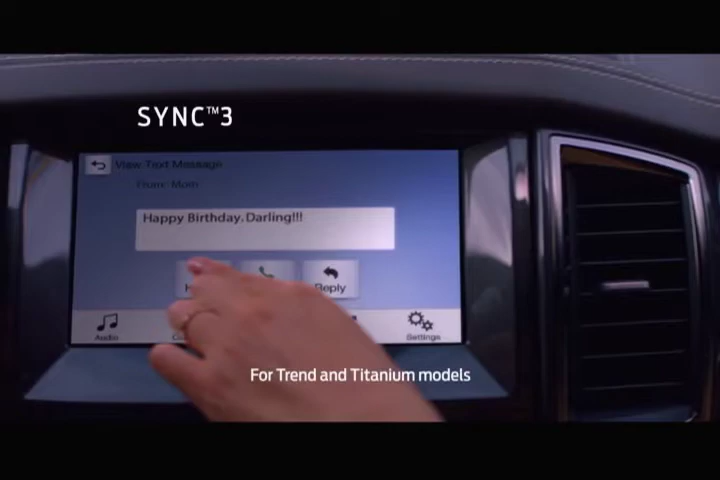 SYNC™3
View Text Message
From: Mom
Happy Birthday, Darling!!!
Reply
Audio
Settings
For Trend and Titanium models